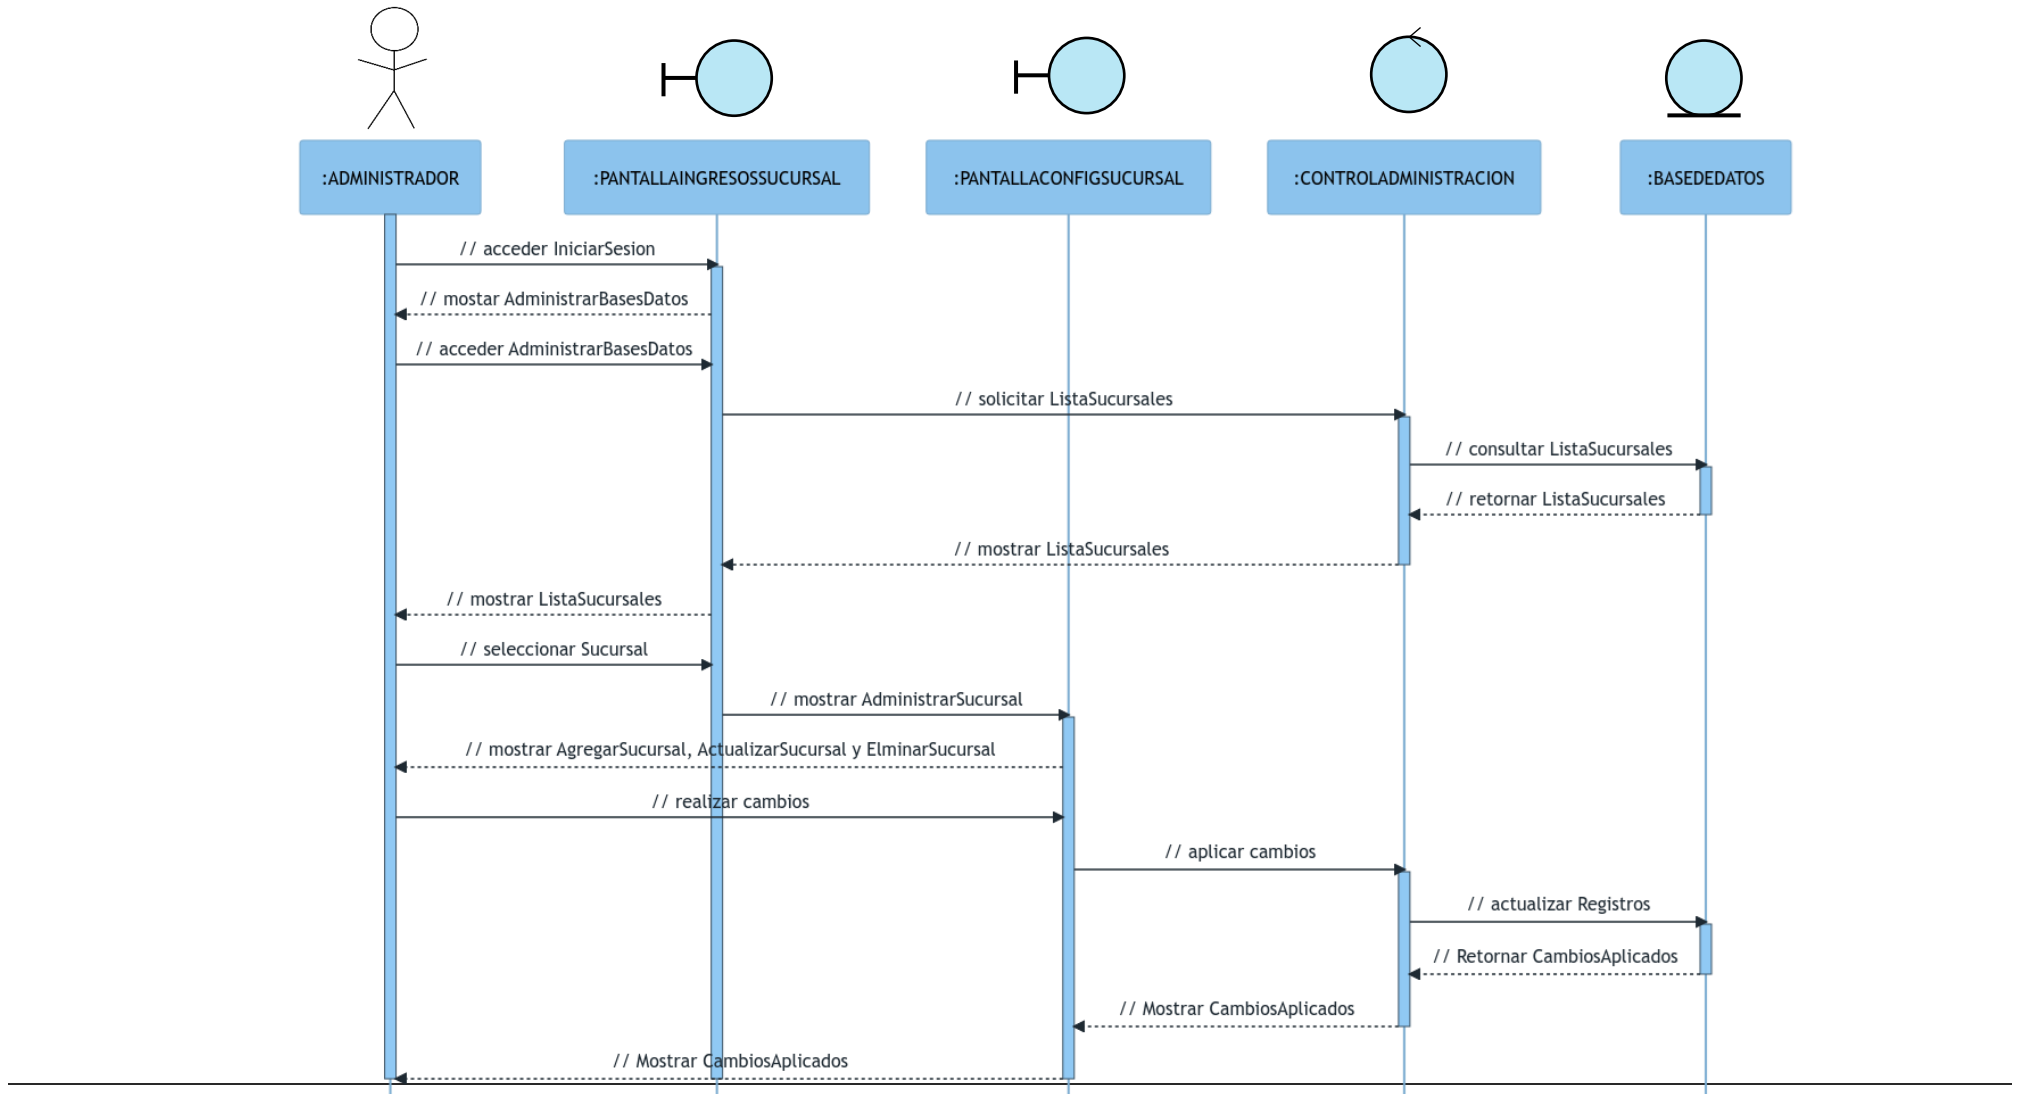 :ADMINISTRADOR
:PANTALLAINGRESOSSUCURSAL
:PANTALLACONFIGSUCURSAL
:CONTROLADMINISTRACION
:BASEDEDATOS
// acceder IniciarSesion
// mostar AdministrarBasesDatos
// acceder AdministrarBasesDatos
// solicitar ListaSucursales
// consultar ListaSucursales
// retornar ListaSucursales
// mostrar ListaSucursales
// mostrar ListaSucursales
// seleccionar Sucursal
// mostrar AdministrarSucursal
// mostrar AgregarSucursal, ActualizarSucursal y ElminarSucursal
// realizar cambios
// aplicar cambios
// actualizar Registros
// Retornar CambiosAplicados
// Mostrar CambiosAplicados
// Mostrar CambiosAplicados